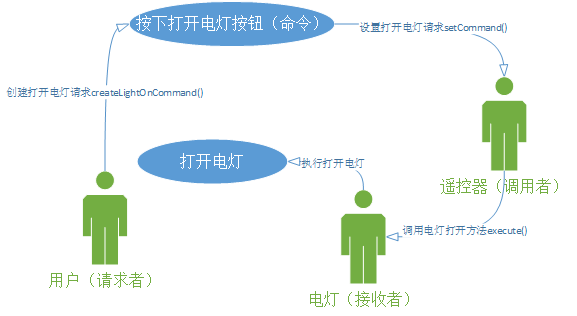 按下打开电灯按钮（命令）
设置打开电灯请求setCommand()
创建打开电灯请求createLightOnCommand()
打开电灯
执行打开电灯
遥控器（调用者）
调用电灯打开方法execute()
用户（请求者）
电灯（接收者）